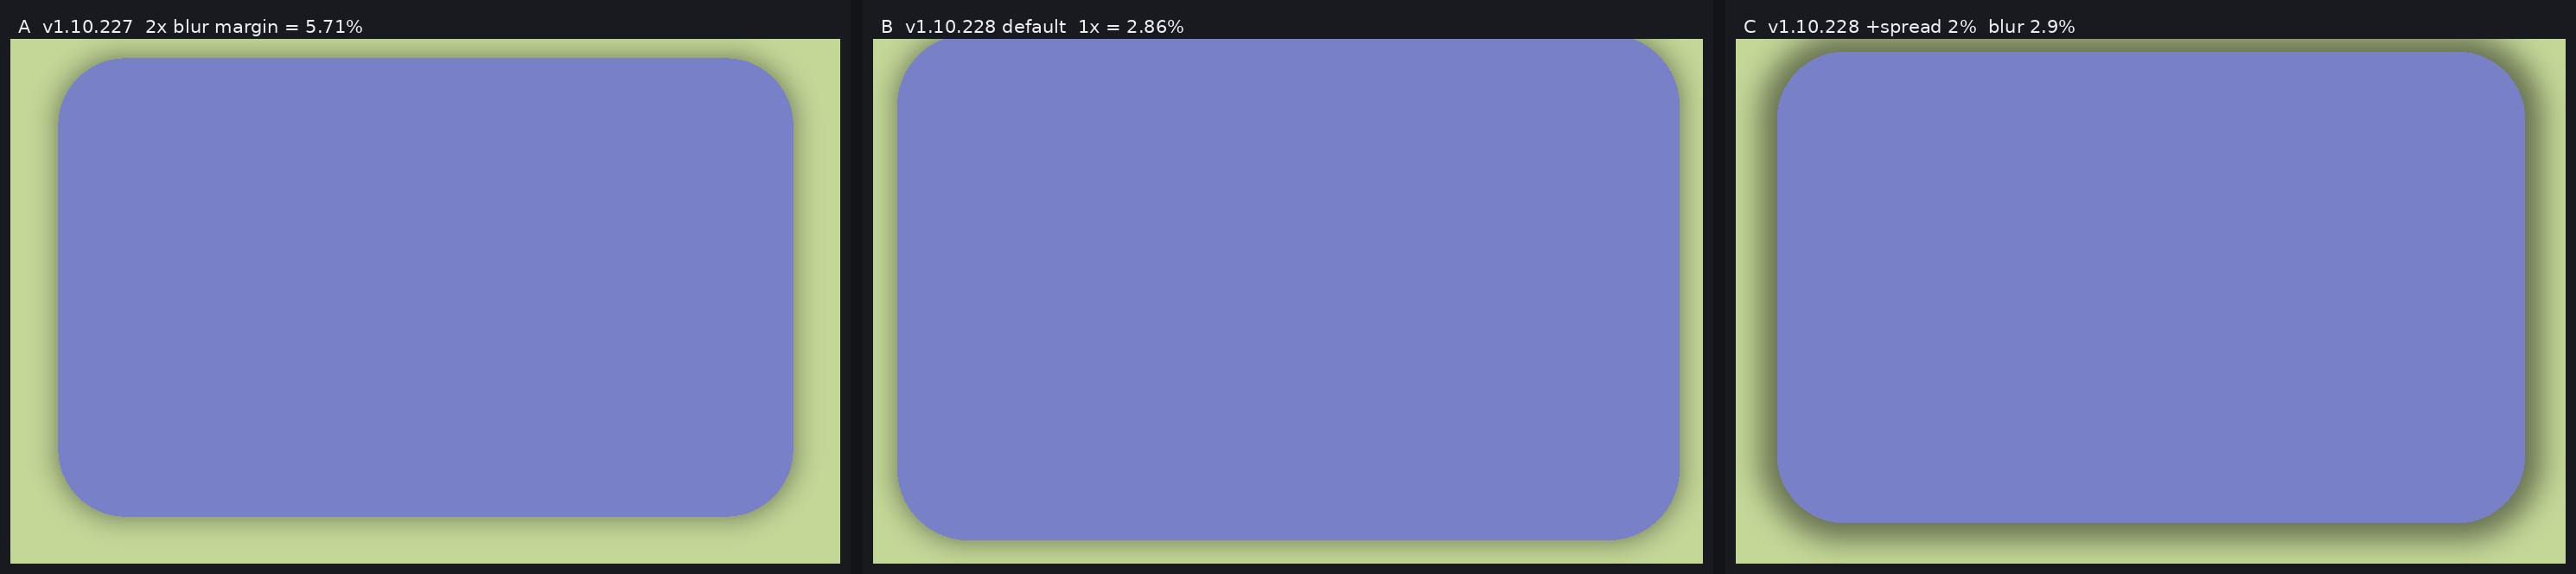 A  v1.10.227  2x blur margin = 5.71%
B  v1.10.228 default  1x = 2.86%
C  v1.10.228 +spread 2%  blur 2.9%